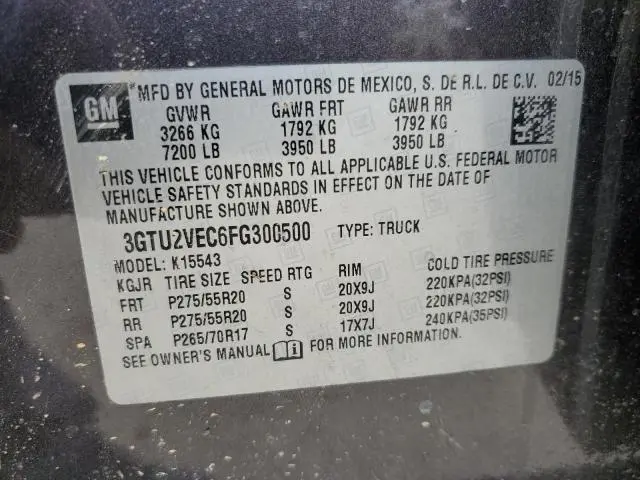 GM
MFD BY GENERAL MOTORS DE MEXICO, S. DE R.L. DE C.V. 02/15
GVWR GAWR FRT GAWR RR
3266 KG 1792 KG 1792 KG
7200 LB 3950 LB 3950 LB
THIS VEHICLE CONFORMS TO ALL APPLICABLE U.S. FEDERAL MOTOR
VEHICLE SAFETY STANDARDS IN EFFECT ON THE DATE OF
MANUFACTURE SHOWN ABOVE.
3GTU2VEC6FG300500 TYPE: TRUCK
MODEL: K15543
KGJR TIRE SIZE SPEED RTG RIM COLD TIRE PRESSURE
FRT P275/55R20 S 20X9J 220KPA(32PSI)
RR P275/55R20 S 20X9J 220KPA(32PSI)
SPA P265/70R17 S 17X7J 240KPA(35PSI)
SEE OWNER'S MANUAL FOR MORE INFORMATION.